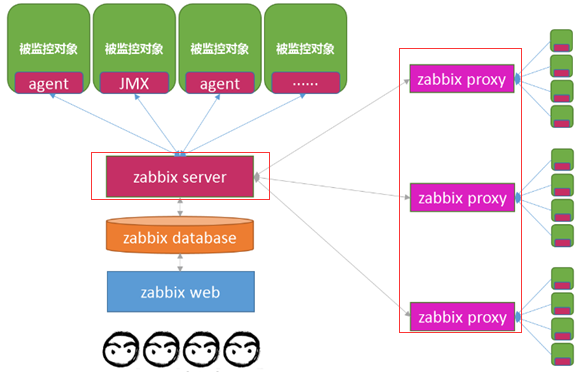 被监控对象
agent
被监控对象
JMX
被监控对象
agent
被监控对象
......
zabbix server
zabbix database
zabbix web
zabbix proxy
zabbix proxy
zabbix proxy